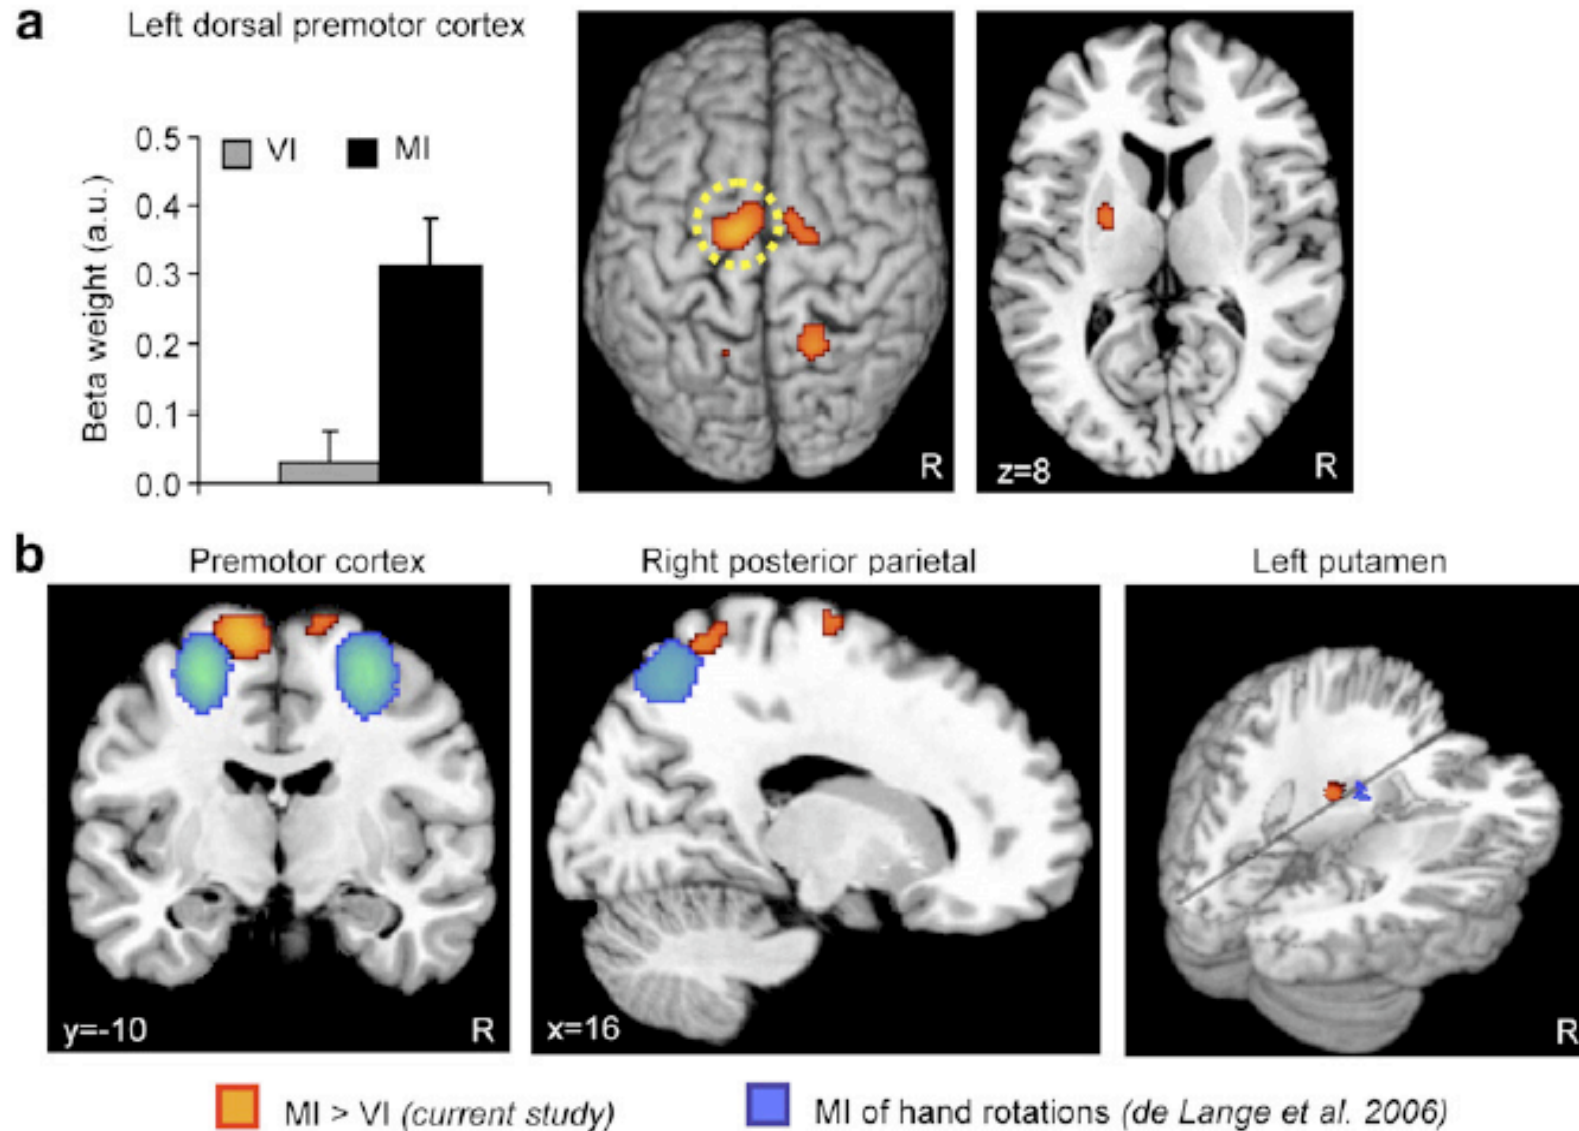 a
Left dorsal premotor cortex
VI MI
0.5
0.4
0.3
0.2
0.1
0.0
Beta weight (a.u.)
R
z=8 R
b
Premotor cortex
Right posterior parietal
Left putamen
y=-10 R
x=16
R
MI > VI (current study)
MI of hand rotations (de Lange et al. 2006)